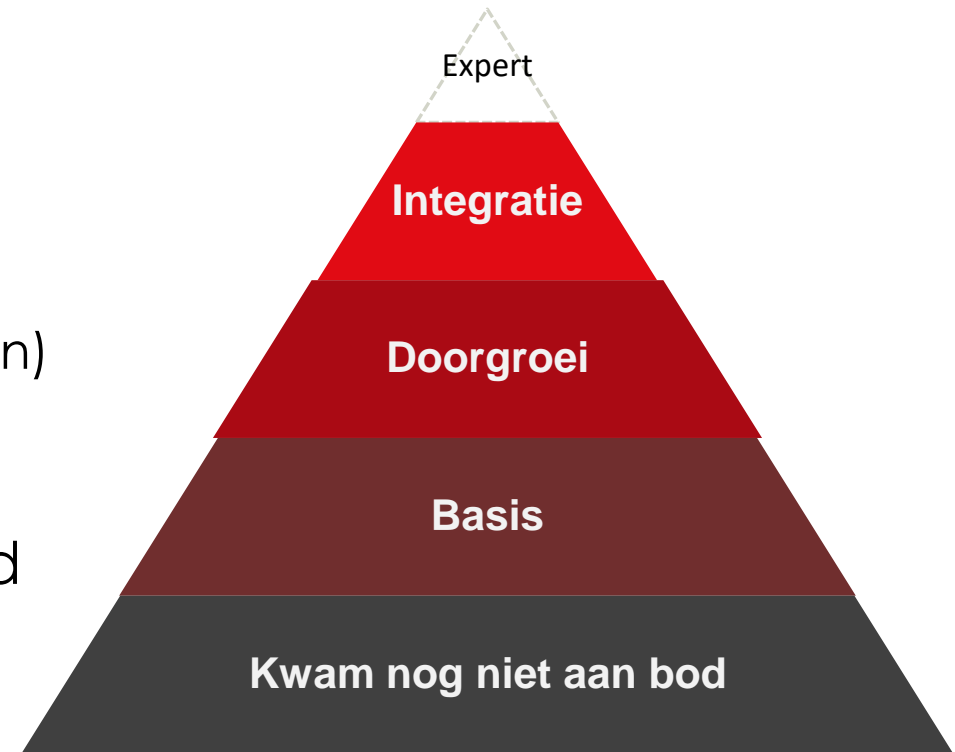 Expert
Integratie
n)
Doorgroei
Basis
d
Kwam nog niet aan bod